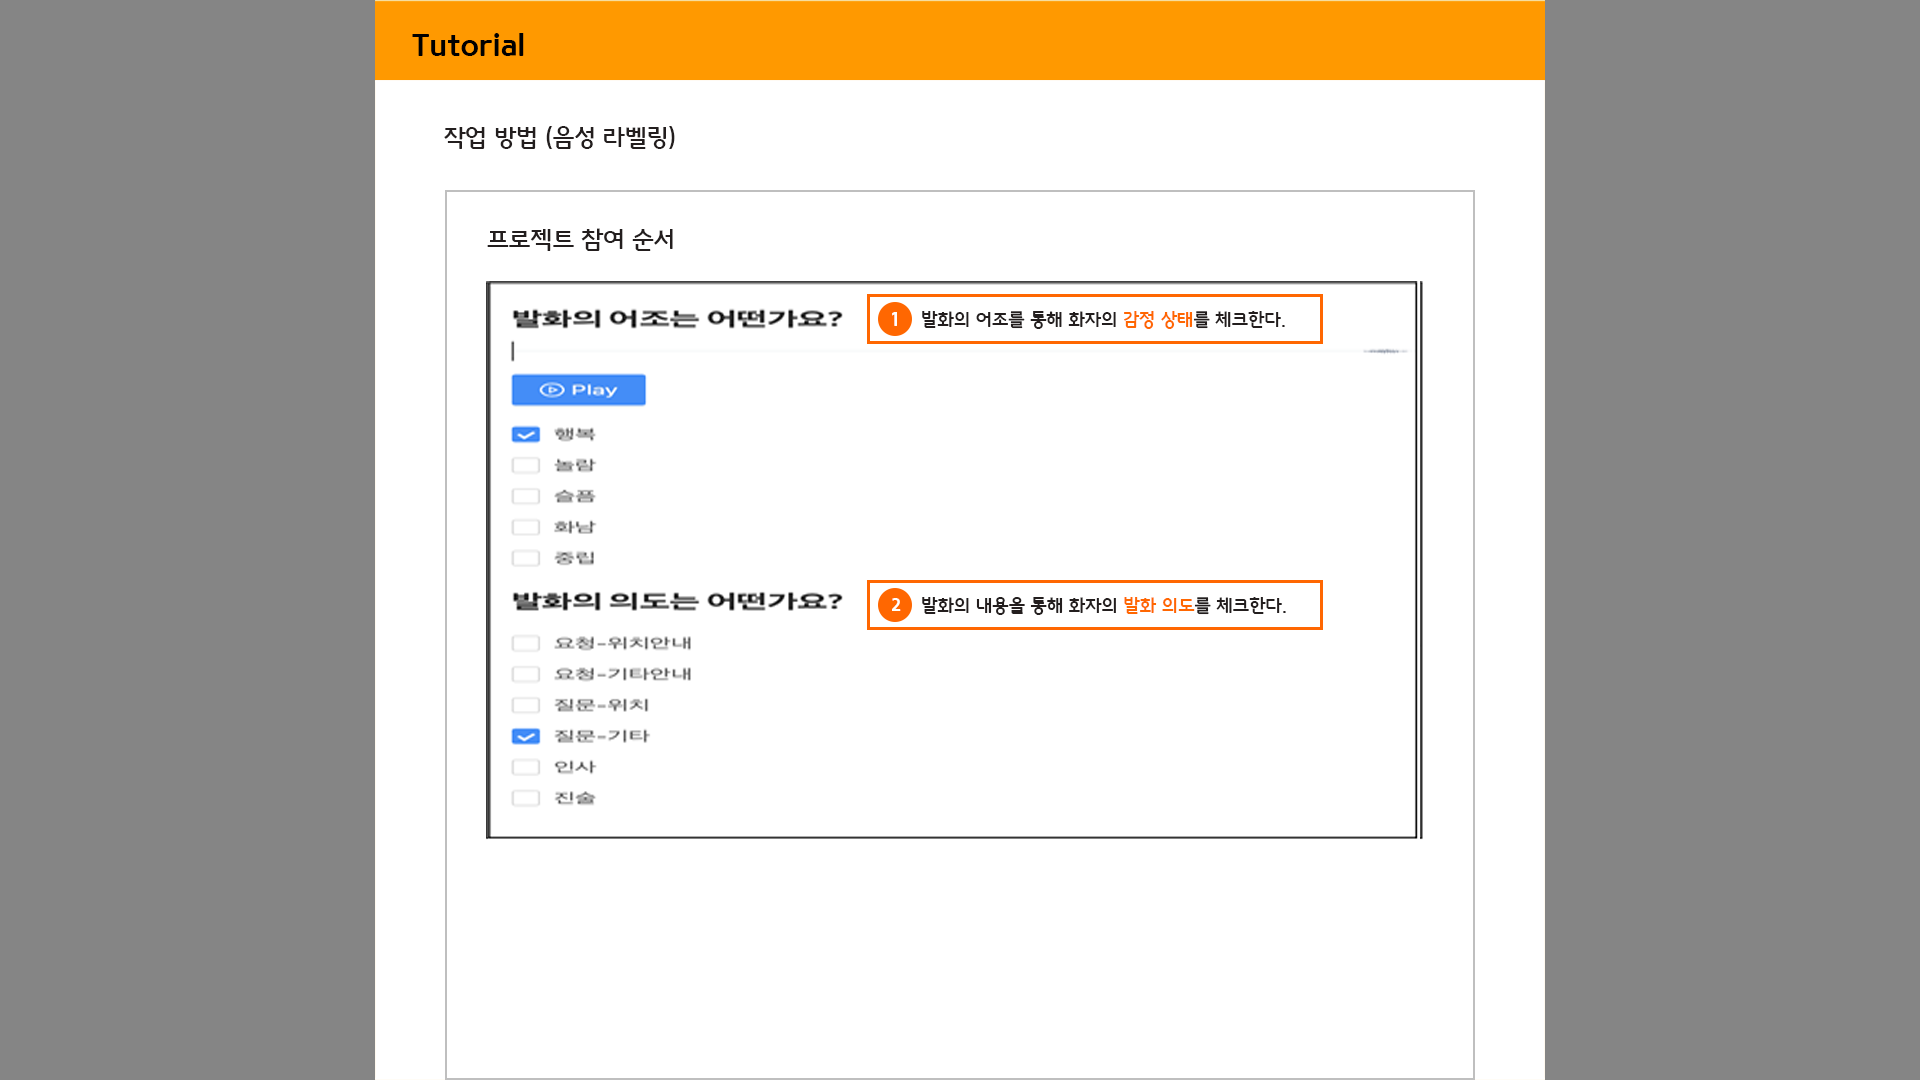 Tutorial
작업 방법 (음성 라벨링)
프로젝트 참여 순서
발화의 어조는 어떤가요?
1 발화의 어조를 통해 화자의 감정 상태를 체크한다.
Play
행복
놀람
슬픔
화남
중립
발화의 의도는 어떤가요?
2 발화의 내용을 통해 화자의 발화 의도를 체크한다.
요청-위치안내
요청-기타안내
질문-위치
질문-기타
인사
진술